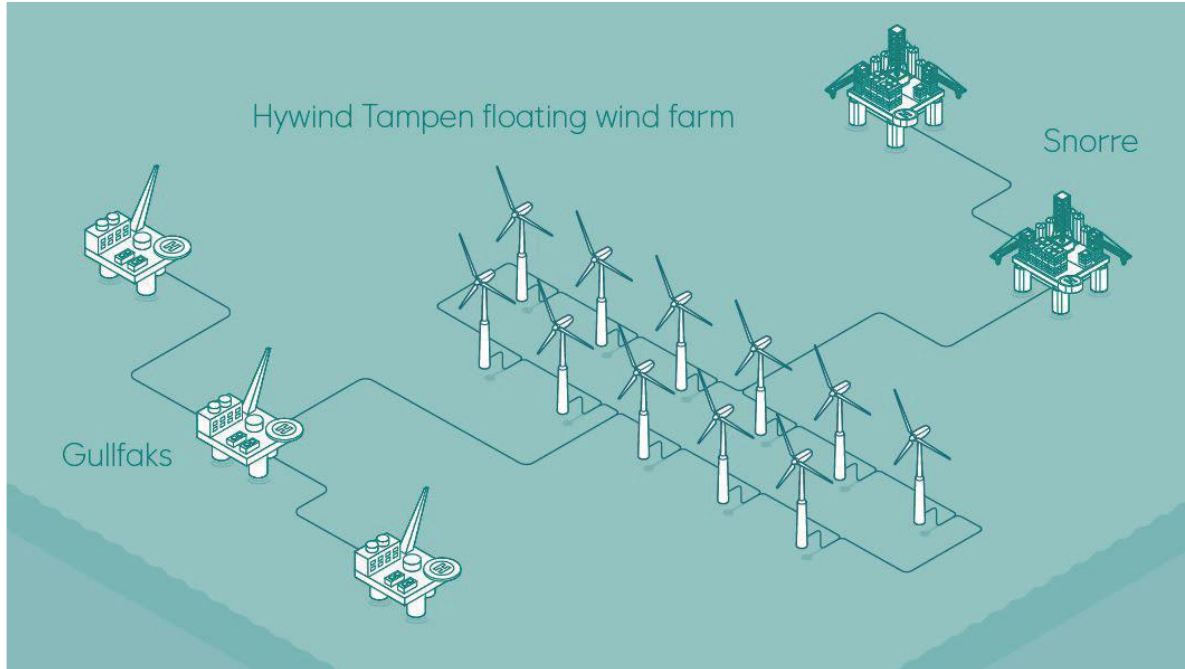 Hywind Tampen floating wind farm
Snorre
Gullfaks
H
H
H